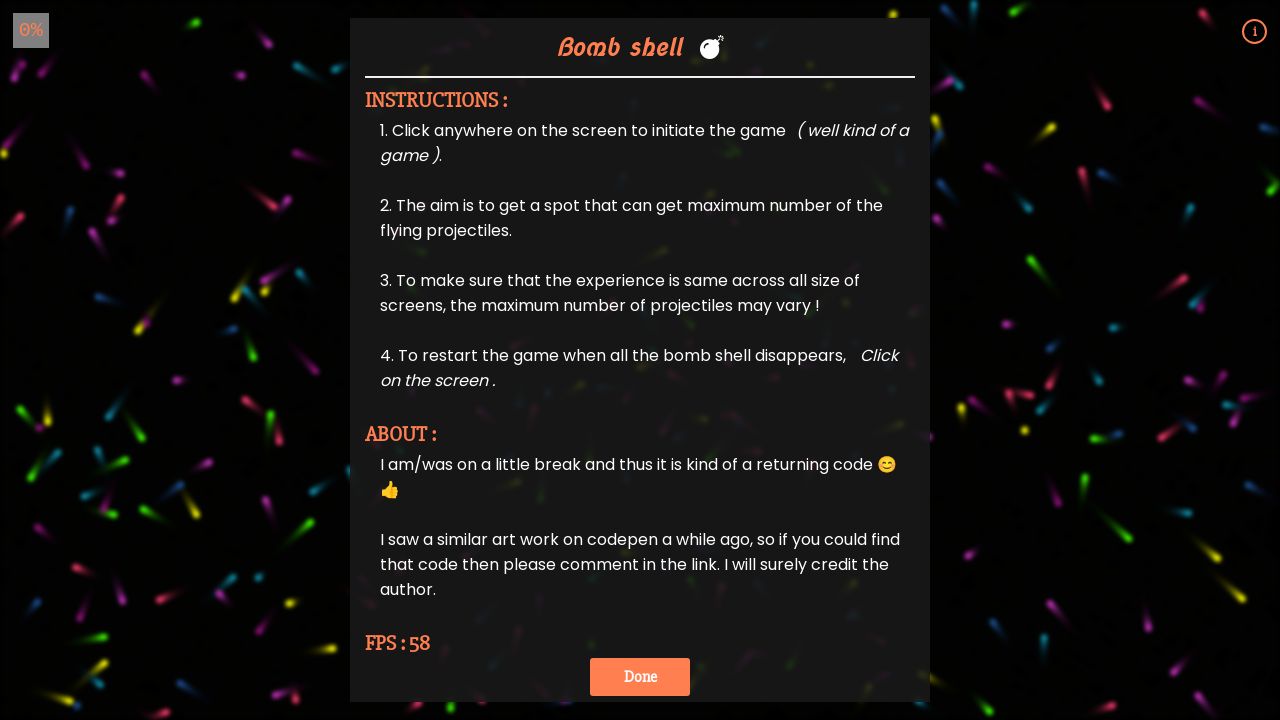 0%
Bomb shell 💣
i
INSTRUCTIONS :
1. Click anywhere on the screen to initiate the game ( well kind of a
game ).
2. The aim is to get a spot that can get maximum number of the
flying projectiles.
3. To make sure that the experience is same across all size of
screens, the maximum number of projectiles may vary !
4. To restart the game when all the bomb shell disappears, Click
on the screen .
ABOUT :
I am/was on a little break and thus it is kind of a returning code 😊
👍
I saw a similar art work on codepen a while ago, so if you could find
that code then please comment in the link. I will surely credit the
author.
FPS : 58
Done